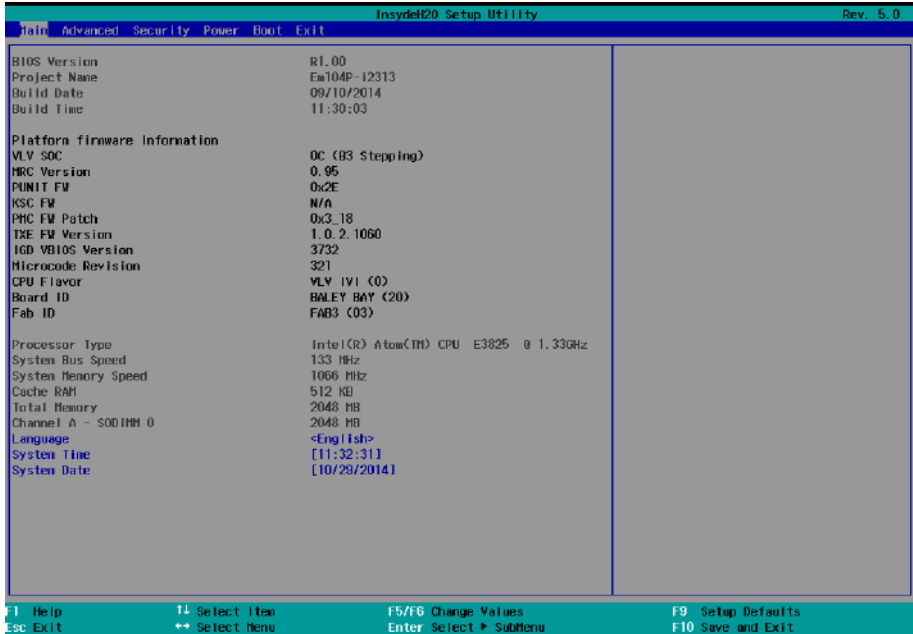 InsydeH20 Setup Utility Rev. 5.0
Main Advanced Security Power Boot Exit
BIOS Version R1.00
Project Name Em104P-i2313
Build Date 09/10/2014
Build Time 11:30:03
Platform firmware Information
VLV SOC 0C (B3 Stepping)
MRC Version 0.95
PUNIT FW 0x2E
KSC FW N/A
PMC FW Patch 0x3_18
TXE FW Version 1.0.2.1060
IGD VBIOS Version 3732
Microcode Revision 321
CPU Flavor VLV IVI (0)
Board ID BALEY BAY (20)
Fab ID FAB3 (03)
Processor Type Intel(R) Atom(TM) CPU E3825 @ 1.33GHz
System Bus Speed 133 MHz
System Memory Speed 1066 MHz
Cache RAM 512 KB
Total Memory 2048 MB
Channel A - SODIMM 0 2048 MB
Language <English>
System Time [11:32:31]
System Date [10/29/2014]
F1 Help ↑↓ Select Item F5/F6 Change Values F9 Setup Defaults
Esc Exit ←→ Select Menu Enter Select ▶ SubMenu F10 Save and Exit